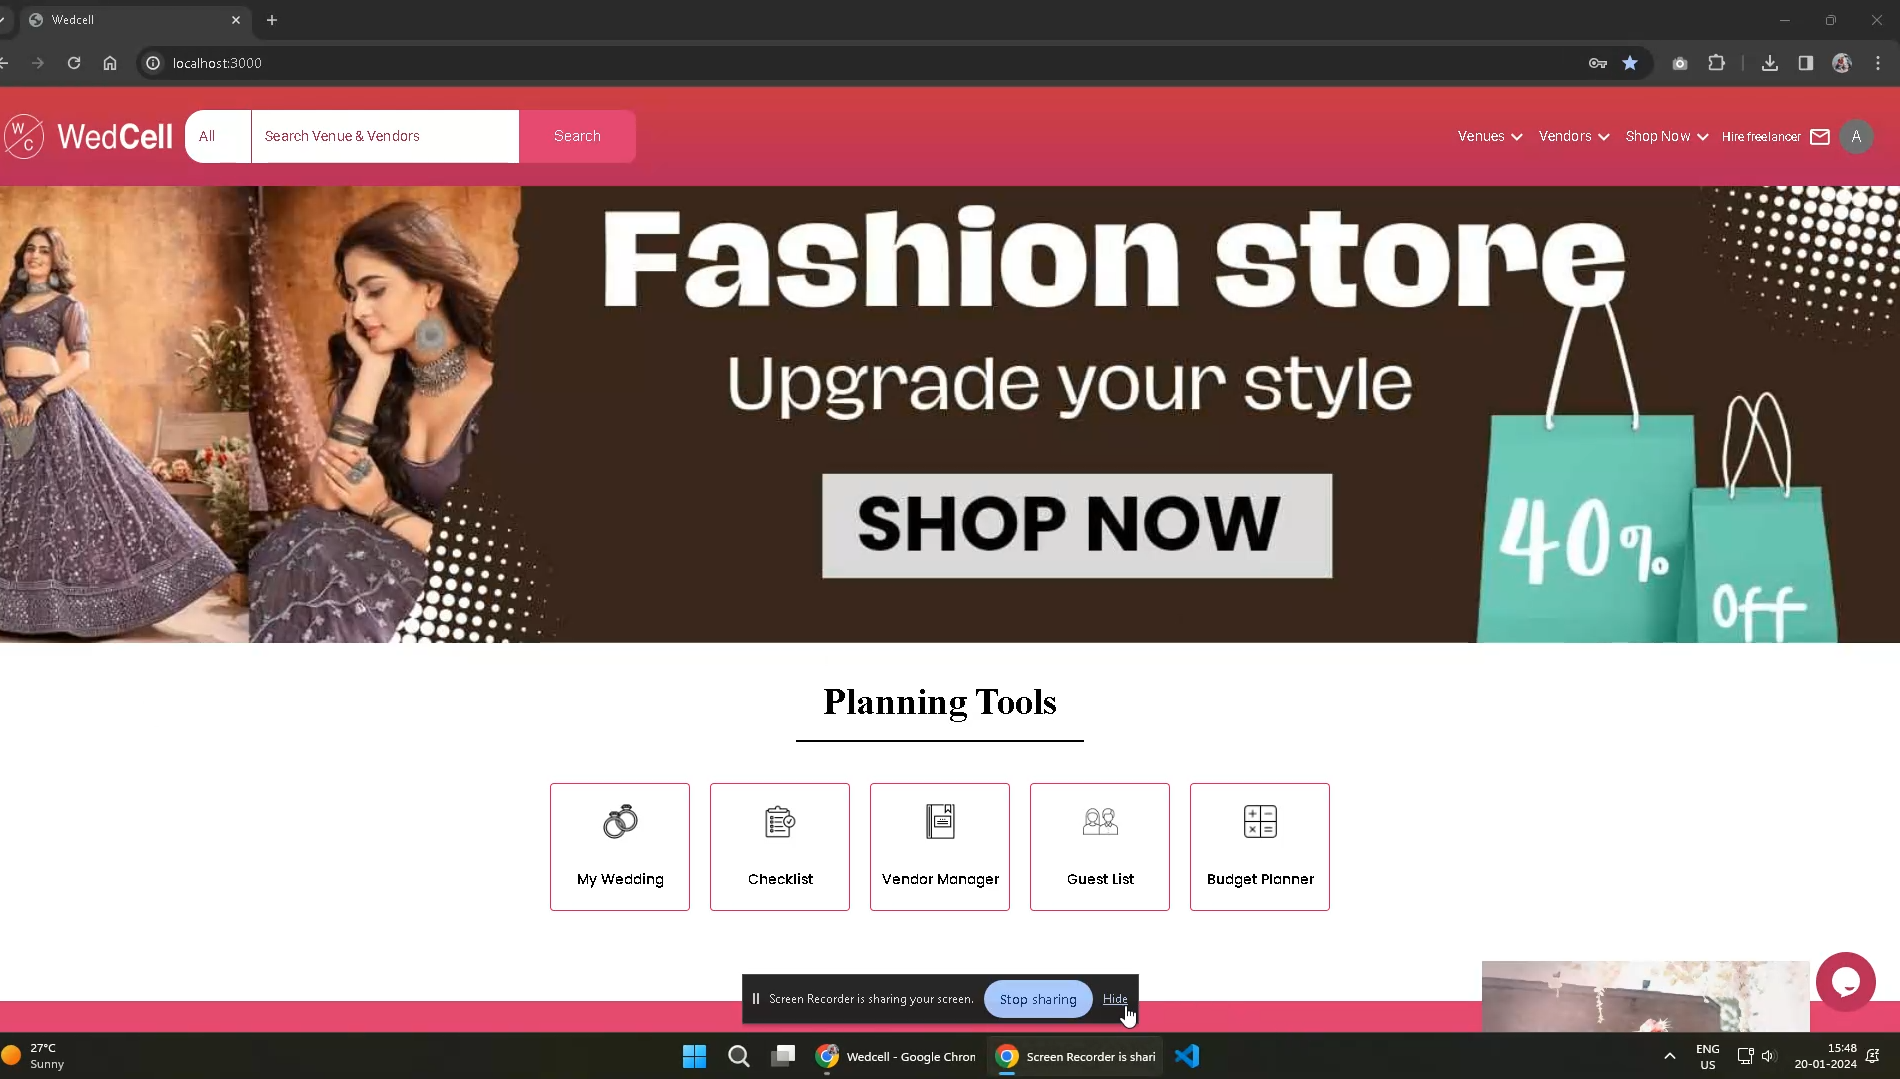 Wedcell
localhost:3000
W
C
WedCell
All
Search Venue & Vendors
Search
Venues
Vendors
Shop Now
Hire freelancer
A
Fashion store
Upgrade your style
SHOP NOW
40%
Off
Planning Tools
My Wedding
Checklist
Vendor Manager
Guest List
Budget Planner
Screen Recorder is sharing your screen.
Stop sharing
Hide
27°C
Sunny
Wedcell - Google Chron
Screen Recorder is shari
ENG
US
15:48
20-01-2024